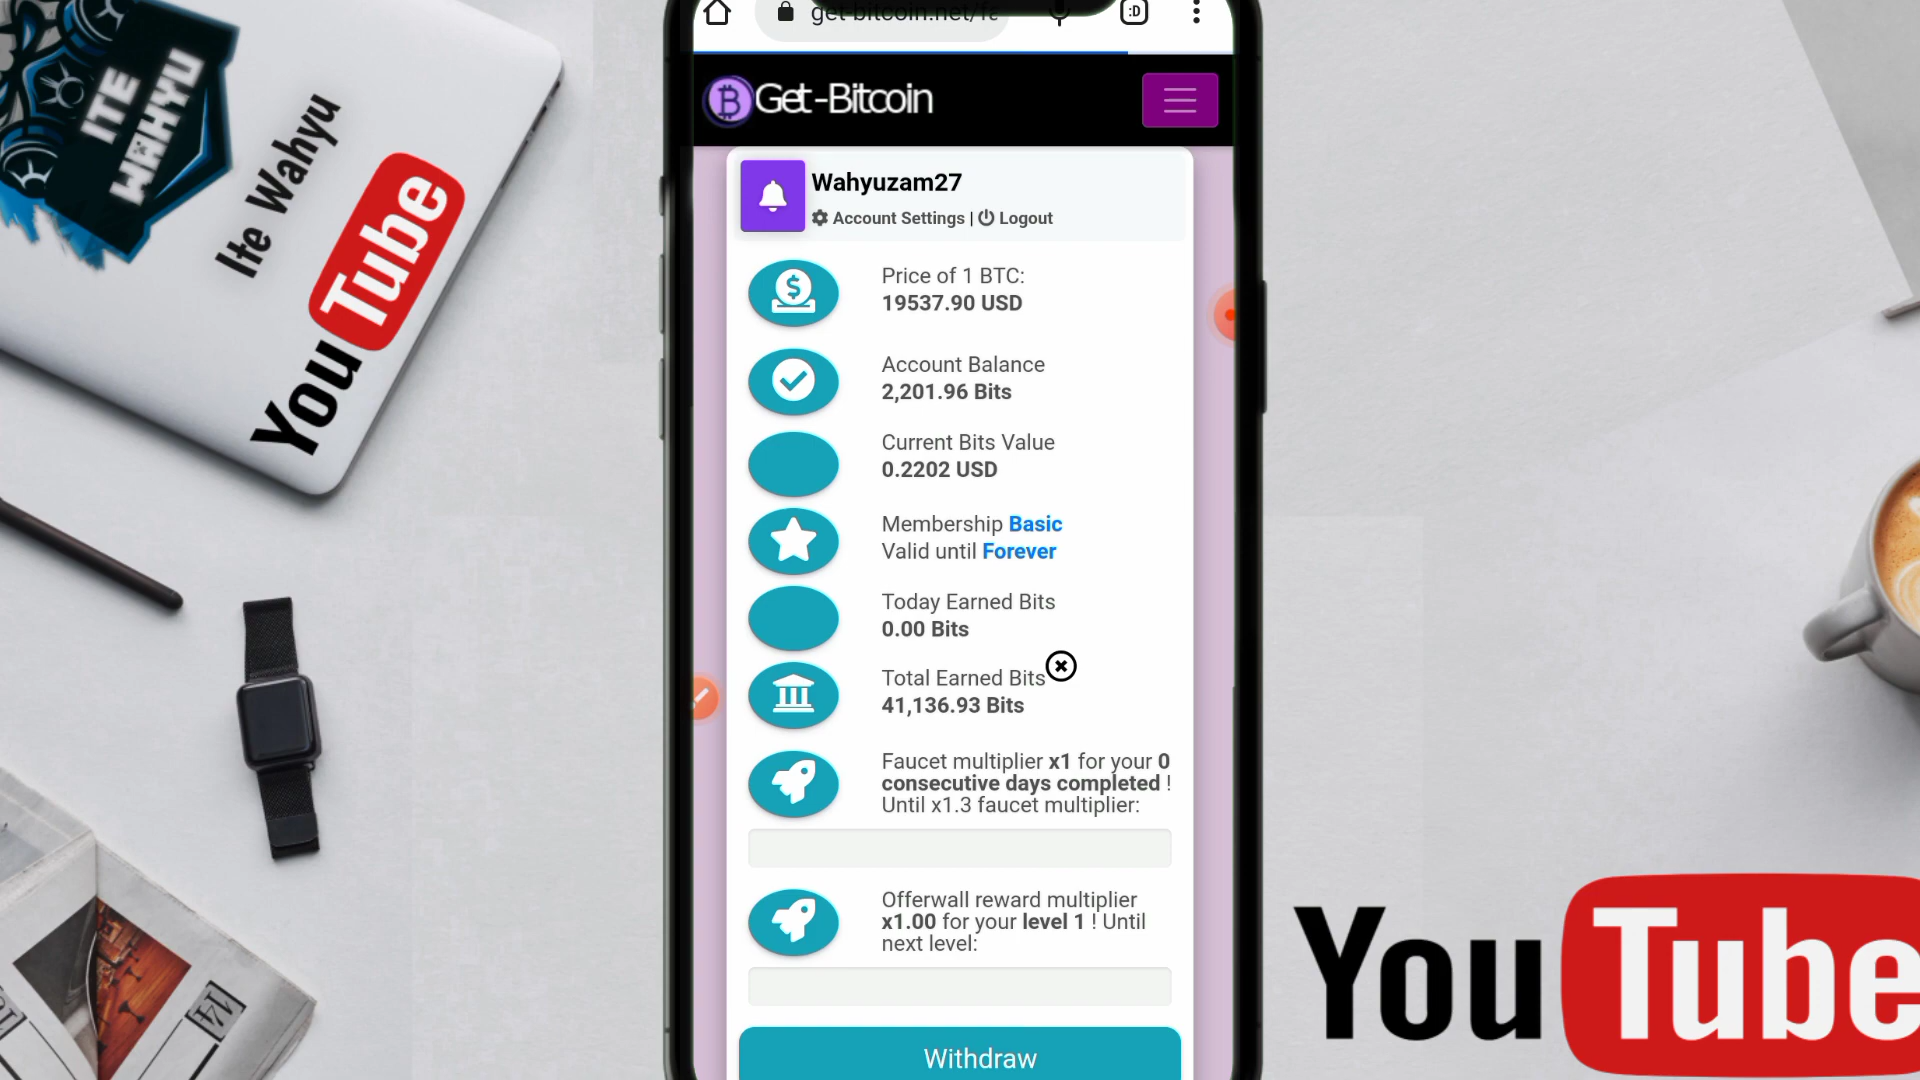 ITE
WAHYU
Ite Wahyu
YouTube
get-bitcoin.net/fa
:D
Get-Bitcoin
Wahyuzam27
Account Settings | Logout
Price of 1 BTC:
19537.90 USD
Account Balance
2,201.96 Bits
Current Bits Value
0.2202 USD
Membership Basic
Valid until Forever
Today Earned Bits
0.00 Bits
Total Earned Bits
41,136.93 Bits
Faucet multiplier x1 for your 0
consecutive days completed !
Until x1.3 faucet multiplier:
Offerwall reward multiplier
x1.00 for your level 1 ! Until
next level:
Withdraw
YouTube
14